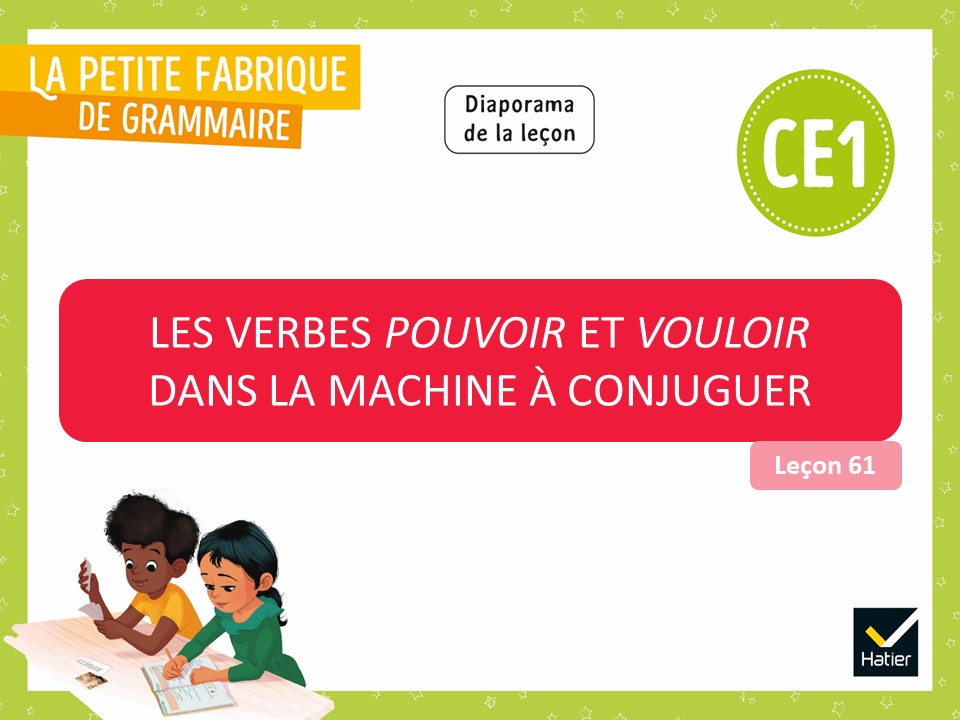 LA PETITE FABRIQUE
DE GRAMMAIRE
Diaporama
de la leçon
CE1
LES VERBES POUVOIR ET VOULOIR
DANS LA MACHINE À CONJUGUER
Leçon 61
Hatier